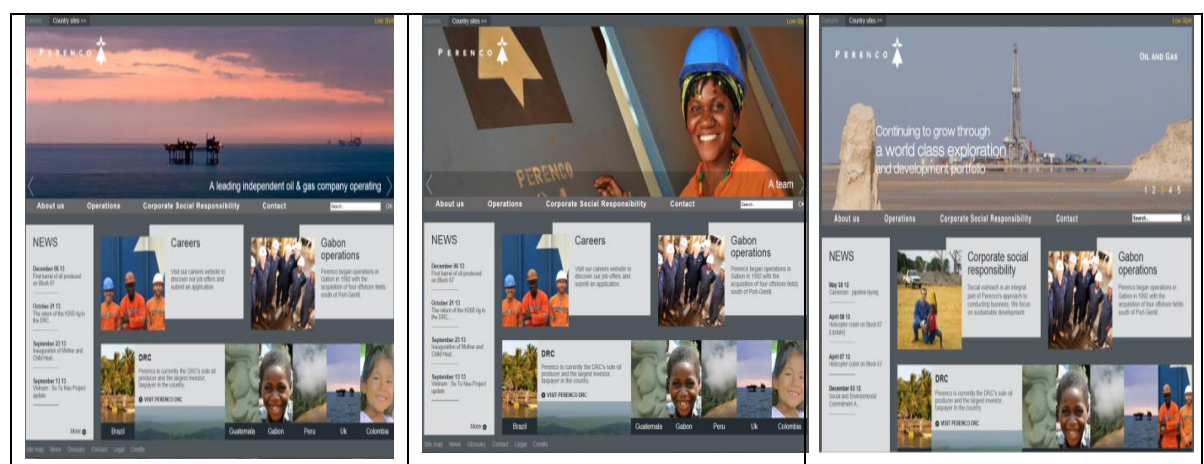 Careers Country sites >> Low Style
PERENCO
A leading independent oil & gas company operating
About us Operations Corporate Social Responsibility Contact Search... OK
NEWS
December 06 13
First barrel of oil produced
on Block 67
October 21 13
The return of the H200 rig in
the DRC...
September 23 13
Inauguration of Mother and
Child Heal...
September 13 13
Vietnam : Su Tu Nau Project
update
More
Careers
Visit our careers website to
discover our job offers and
submit an application.
Gabon
operations
Perenco began operations in
Gabon in 1992 with the
acquisition of four offshore fields
south of Port-Gentil.
DRC
Perenco is currently the DRC's sole oil
producer and the largest investor,
taxpayer in the country.
VISIT PERENCO DRC
Brazil Guatemala Gabon Peru Uk Colombia
Site map News Glossary Contact Legal Credits
Careers Country sites >> Low Style
PERENCO
PERENCO
A team
About us Operations Corporate Social Responsibility Contact Search... OK
NEWS
December 06 13
First barrel of oil produced
on Block 67
October 21 13
The return of the H200 rig in
the DRC...
September 23 13
Inauguration of Mother and
Child Heal...
September 13 13
Vietnam : Su Tu Nau Project
update
More
Careers
Visit our careers website to
discover our job offers and
submit an application.
Gabon
operations
Perenco began operations in
Gabon in 1992 with the
acquisition of four offshore fields
south of Port-Gentil.
DRC
Perenco is currently the DRC's sole oil
producer and the largest investor,
taxpayer in the country.
VISIT PERENCO DRC
Brazil Guatemala Gabon Peru Uk Colombia
Site map News Glossary Contact Legal Credits
Careers Country sites >> Low Style
PERENCO
OIL AND GAS
Continuing to grow through
a world class exploration
and development portfolio
1 2 3 4 5
About us Operations Corporate Social Responsibility Contact Search... ok
NEWS
May 30 13
Cameroon : pipeline laying
April 08 13
Helicopter crash on Block 67
[Update]
April 07 13
Helicopter crash on Block 67
December 03 12
Social and Environmental
Commitment A...
Corporate social
responsibility
Social outreach is an integral
part of Perenco's approach to
conducting business. We focus
on sustainable development.
Gabon
operations
Perenco began operations in
Gabon in 1992 with the
acquisition of four offshore fields
south of Port-Gentil.
DRC
Perenco is currently the DRC's sole oil
producer and the largest investor,
taxpayer in the country.
VISIT PERENCO DRC